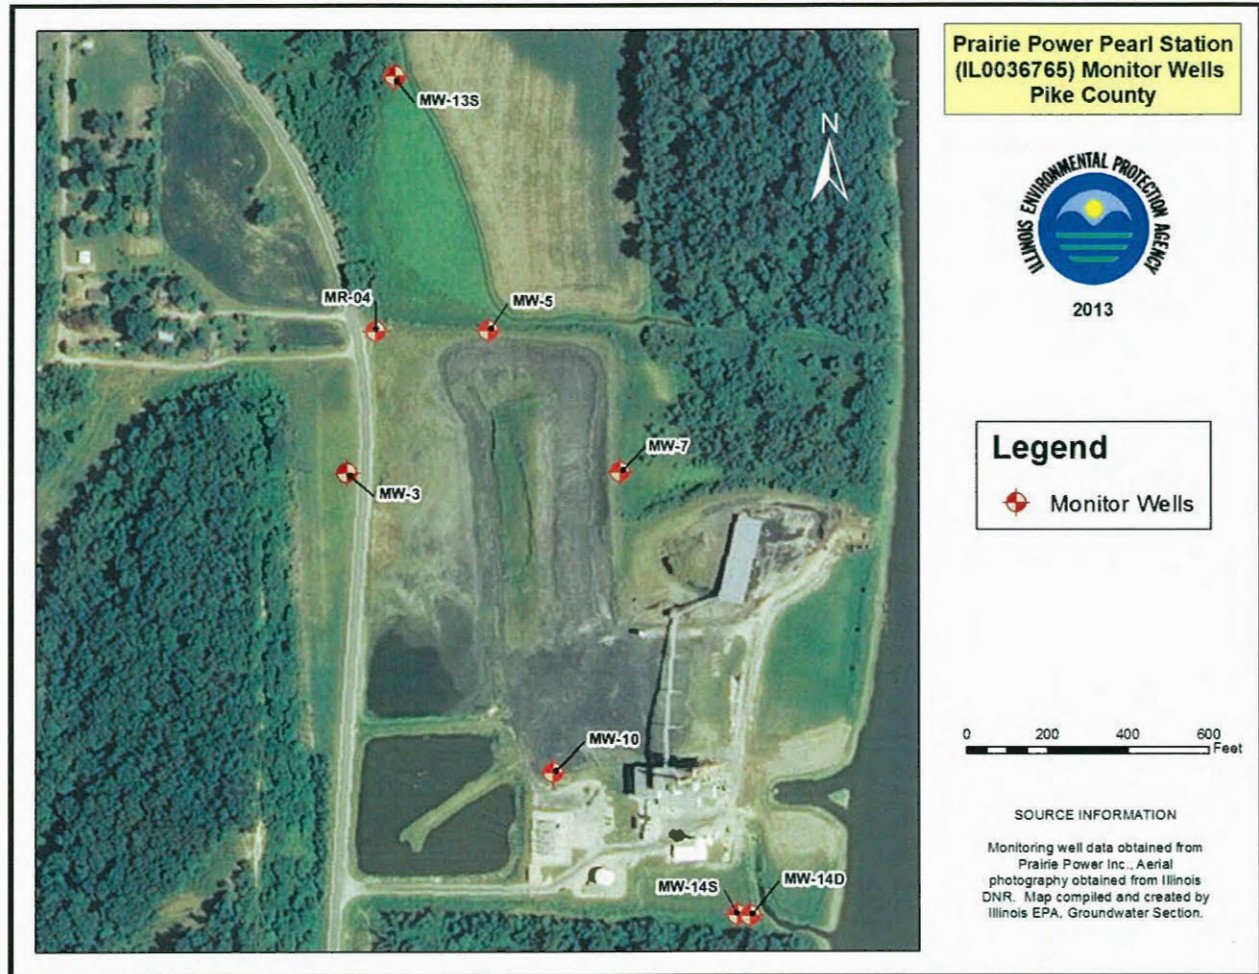 Prairie Power Pearl Station
(IL0036765) Monitor Wells
Pike County
MW-13S
N
ILLINOIS ENVIRONMENTAL PROTECTION AGENCY
2013
MR-04
MW-5
MW-7
MW-3
Legend
Monitor Wells
MW-10
0 200 400 600
Feet
SOURCE INFORMATION
Monitoring well data obtained from
Prairie Power Inc., Aerial
photography obtained from Illinois
DNR. Map compiled and created by
Illinois EPA, Groundwater Section.
MW-14S
MW-14D